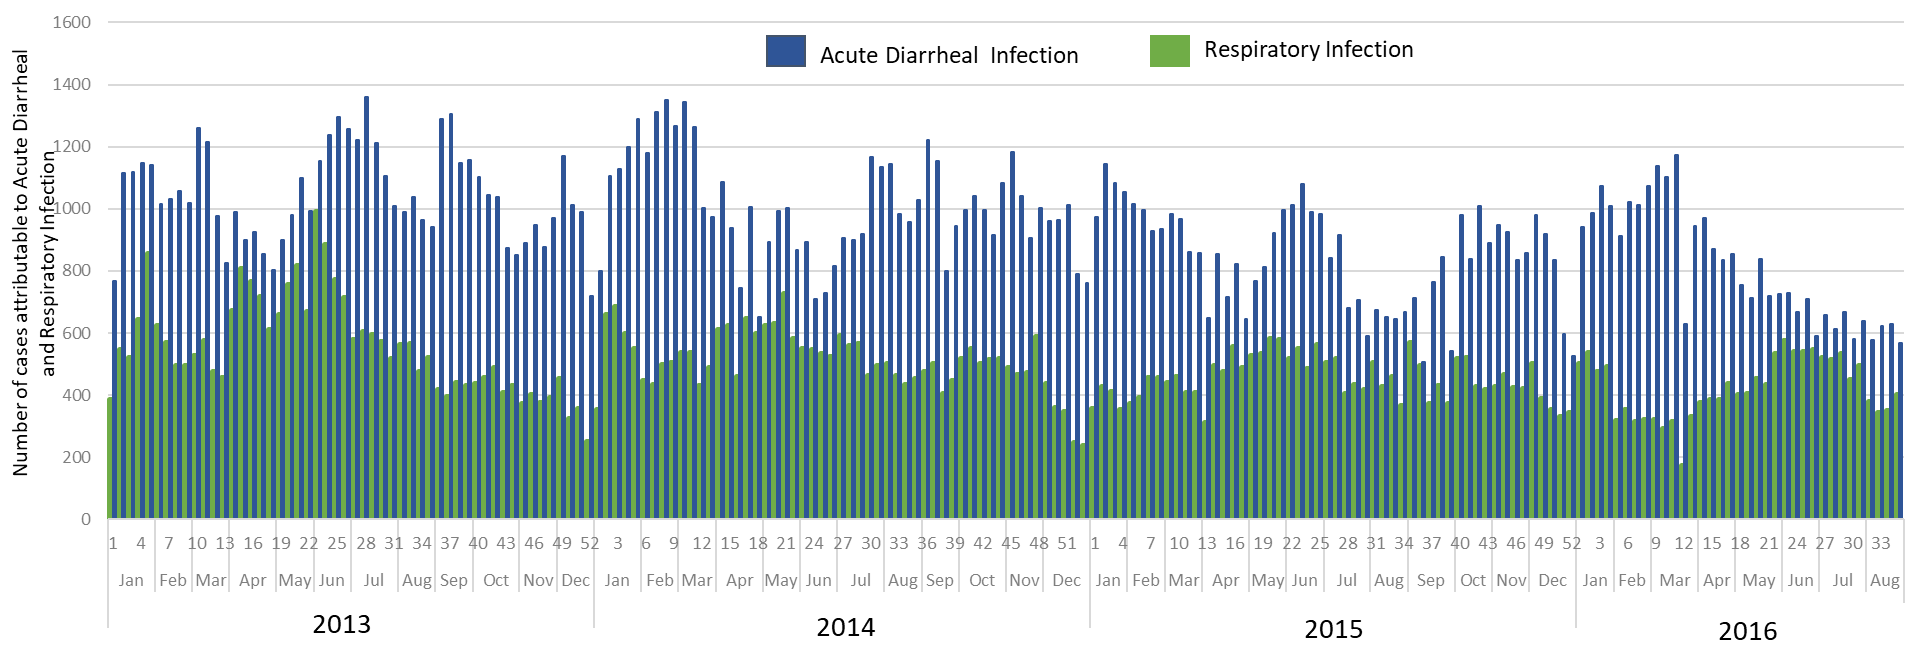 Number of cases attributable to Acute Diarrheal
and Respiratory Infection
1600
1400
1200
1000
800
600
400
200
0
Acute Diarrheal Infection
Respiratory Infection
1 4 7 10 13 16 19 22 25 28 31 34 37 40 43 46 49 52 3 6 9 12 15 18 21 24 27 30 33 36 39 42 45 48 51 1 4 7 10 13 16 19 22 25 28 31 34 37 40 43 46 49 52 3 6 9 12 15 18 21 24 27 30 33
Jan Feb Mar Apr May Jun Jul Aug Sep Oct Nov Dec Jan Feb Mar Apr May Jun Jul Aug Sep Oct Nov Dec Jan Feb Mar Apr May Jun Jul Aug Sep Oct Nov Dec Jan Feb Mar Apr May Jun Jul Aug
2013 2014 2015 2016